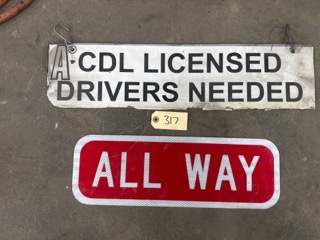 A CDL LICENSED
DRIVERS NEEDED
317
ALL WAY